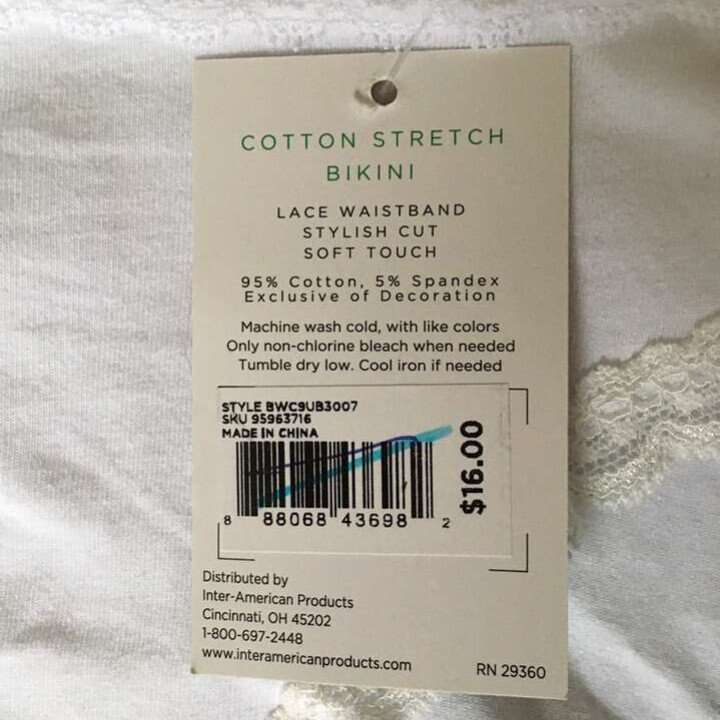 COTTON STRETCH
BIKINI
LACE WAISTBAND
STYLISH CUT
SOFT TOUCH
95% Cotton, 5% Spandex
Exclusive of Decoration
Machine wash cold, with like colors
Only non-chlorine bleach when needed
Tumble dry low. Cool iron if needed
STYLE BWC9UB3007
SKU 95963716
MADE IN CHINA
$16.00
8 88068 43698 2
Distributed by
Inter-American Products
Cincinnati, OH 45202
1-800-697-2448
www.interamericanproducts.com
RN 29360